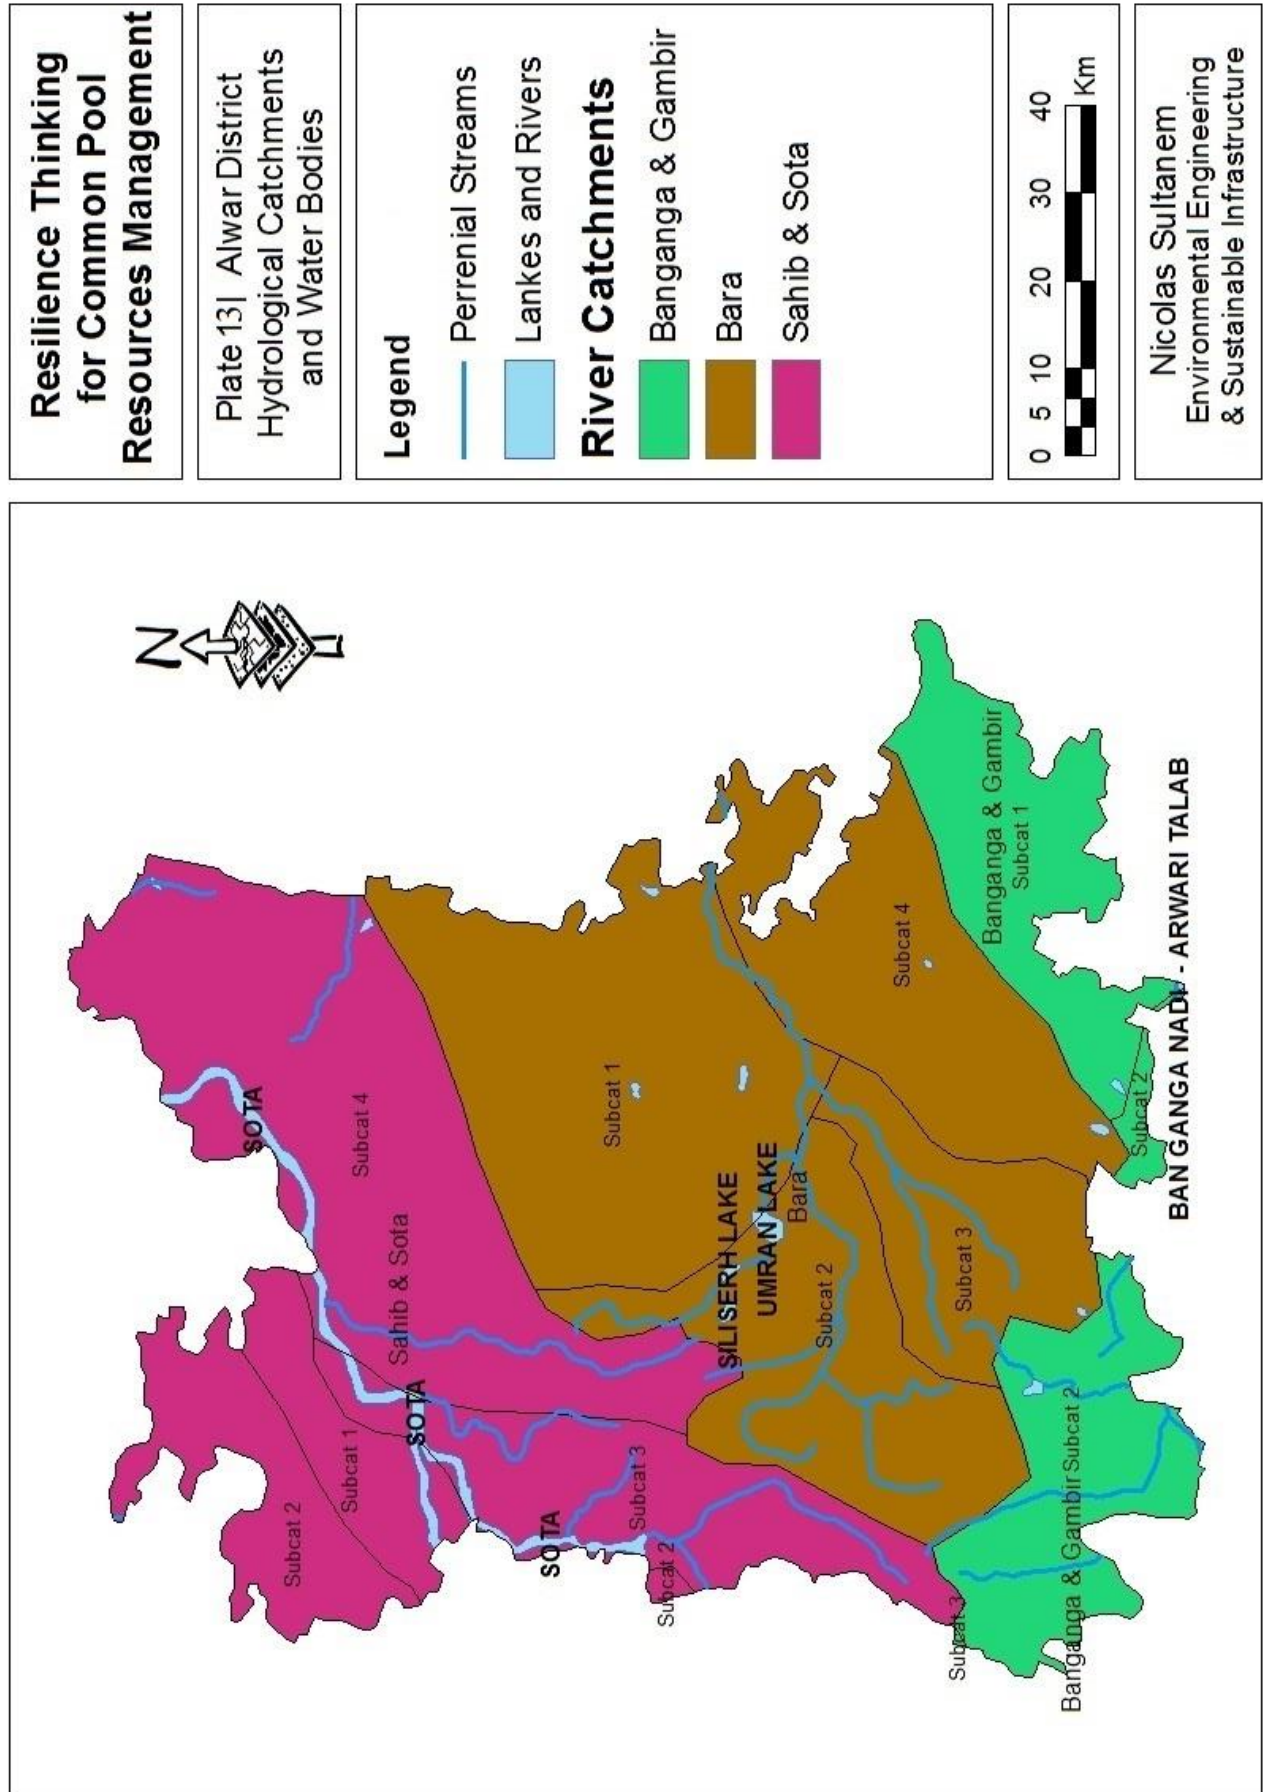 N
SOTA
Subcat 2
Subcat 1
Subcat 4
Sahib & Sota
SOTA
SOTA
Subcat 1
Subcat 3
Subcat 2
SILISERH LAKE
UMRAN LAKE
Bara
Subcat 2
Subcat 4
Subcat 3
Subcat 3
Banganga & Gambir
Subcat 1
Banganga & Gambir Subcat 2
Subcat 2
BAN GANGA NADI - ARWARI TALAB
Resilience Thinking
for Common Pool
Resources Management
Plate 13| Alwar District
Hydrological Catchments
and Water Bodies
Legend
Perrenial Streams
Lankes and Rivers
River Catchments
Banganga & Gambir
Bara
Sahib & Sota
0 5 10 20 30 40
Km
Nicolas Sultanem
Environmental Engineering
& Sustainable Infrastructure